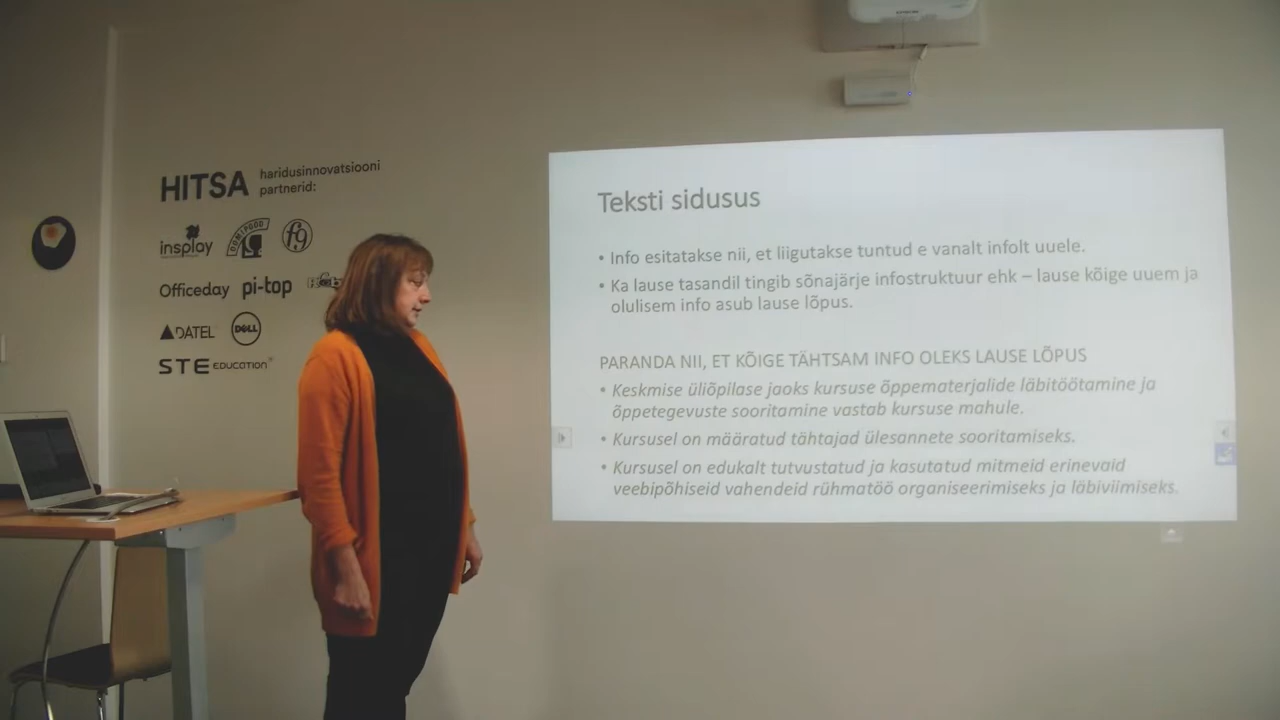 HITSA haridusinnovatsiooni
partnerid:
insplay
OOMIPOOD
f9
Officeday pi-top
DATEL DELL
STE EDUCATION
EPSON
Teksti sidusus
• Info esitatakse nii, et liigutakse tuntud e vanalt infolt uuele.
• Ka lause tasandil tingib sõnajärje infostruktuur ehk – lause kõige uuem ja
olulisem info asub lause lõpus.
PARANDA NII, ET KÕIGE TÄHTSAM INFO OLEKS LAUSE LÕPUS
• Keskmise üliõpilase jaoks kursuse õppematerjalide läbitöötamine ja
õppetegevuste sooritamine vastab kursuse mahule.
• Kursusel on määratud tähtajad ülesannete sooritamiseks.
• Kursusel on edukalt tutvustatud ja kasutatud mitmeid erinevaid
veebipõhiseid vahendeid rühmatöö organiseerimiseks ja läbiviimiseks.